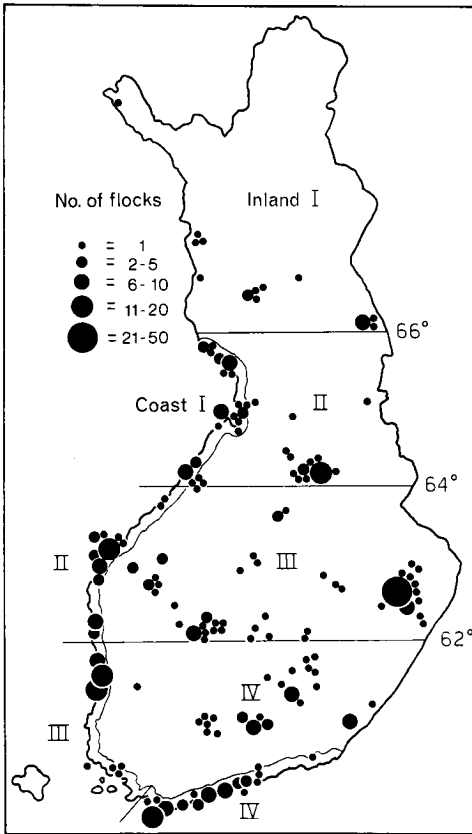 No. of flocks
= 1
= 2-5
= 6-10
= 11-20
= 21-50
Inland I
66°
Coast I
II
64°
II
III
62°
IV
III
IV